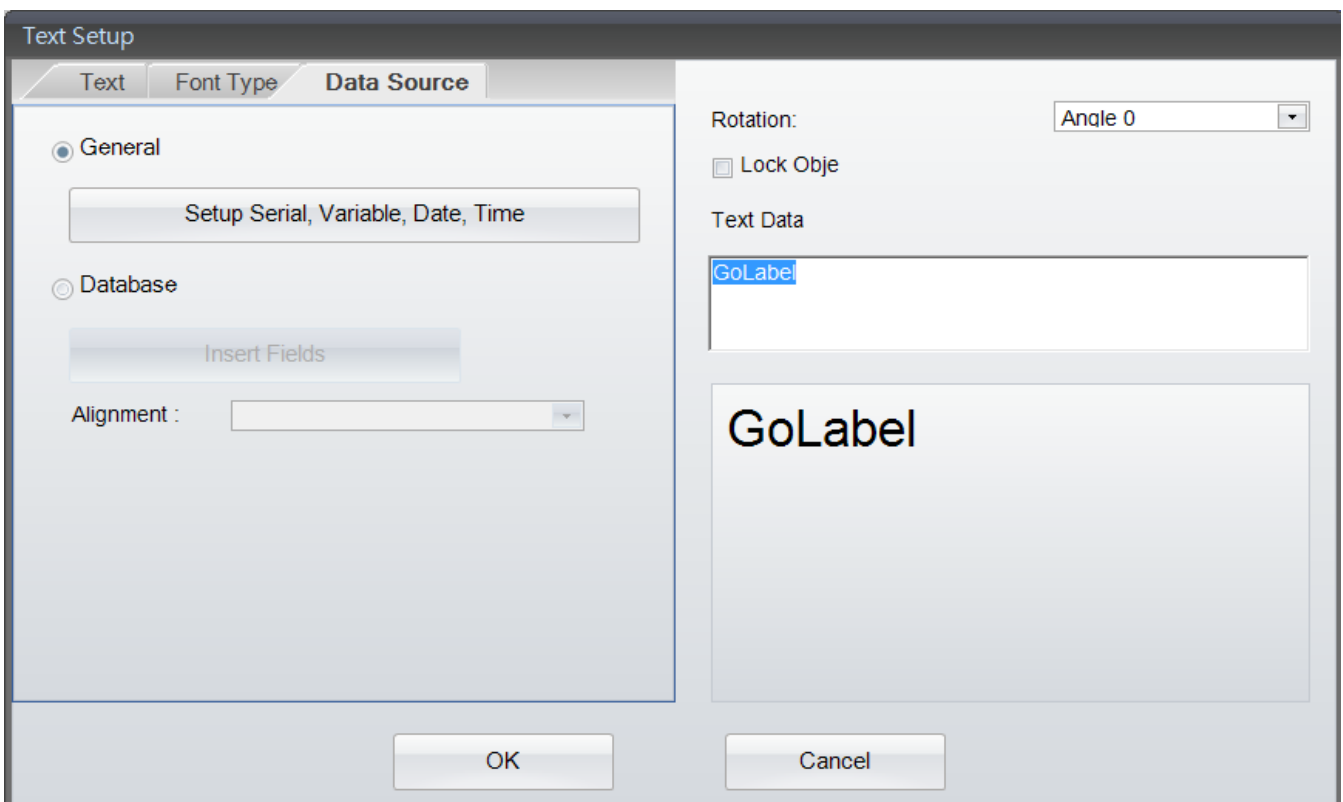 Text Setup
Text Font Type Data Source
General
Setup Serial, Variable, Date, Time
Database
Insert Fields
Alignment :
Rotation: Angle 0
Lock Obje
Text Data
GoLabel
GoLabel
OK Cancel